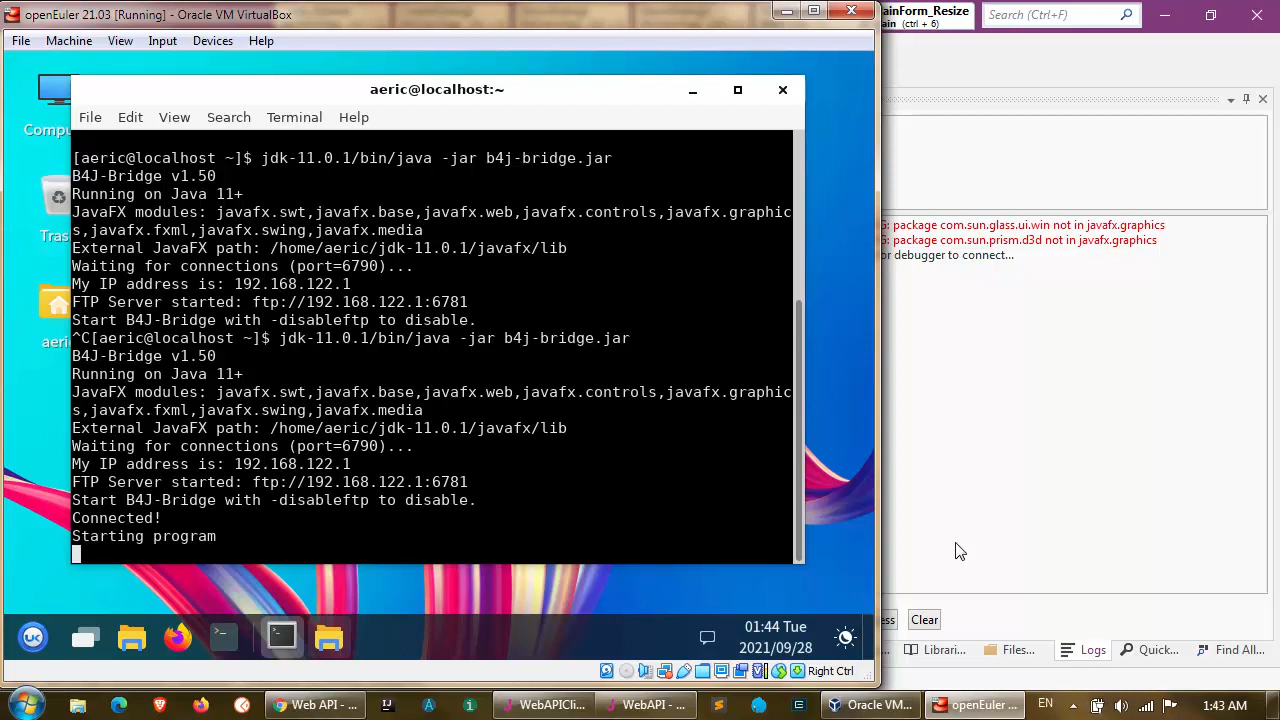 openEuler 21.03 [Running] - Oracle VM VirtualBox
File Machine View Input Devices Help
ainForm_Resize
ain (ctrl + 6)
Search (Ctrl+F)
Compu
Tras
aeric
aeric@localhost:~
File Edit View Search Terminal Help
[aeric@localhost ~]$ jdk-11.0.1/bin/java -jar b4j-bridge.jar
B4J-Bridge v1.50
Running on Java 11+
JavaFX modules: javafx.swt,javafx.base,javafx.web,javafx.controls,javafx.graphic
s,javafx.fxml,javafx.swing,javafx.media
External JavaFX path: /home/aeric/jdk-11.0.1/javafx/lib
Waiting for connections (port=6790)...
My IP address is: 192.168.122.1
FTP Server started: ftp://192.168.122.1:6781
Start B4J-Bridge with -disableftp to disable.
^C[aeric@localhost ~]$ jdk-11.0.1/bin/java -jar b4j-bridge.jar
B4J-Bridge v1.50
Running on Java 11+
JavaFX modules: javafx.swt,javafx.base,javafx.web,javafx.controls,javafx.graphic
s,javafx.fxml,javafx.swing,javafx.media
External JavaFX path: /home/aeric/jdk-11.0.1/javafx/lib
Waiting for connections (port=6790)...
My IP address is: 192.168.122.1
FTP Server started: ftp://192.168.122.1:6781
Start B4J-Bridge with -disableftp to disable.
Connected!
Starting program
G: package com.sun.glass.ui.win not in javafx.graphics
G: package com.sun.prism.d3d not in javafx.graphics
or debugger to connect...
ess Clear
... Librari... Files... Logs Quick... Find All...
01:44 Tue
2021/09/28
Right Ctrl
Web API - ...
WebAPICli...
WebAPI - ...
Oracle VM...
openEuler ...
EN
1:43 AM